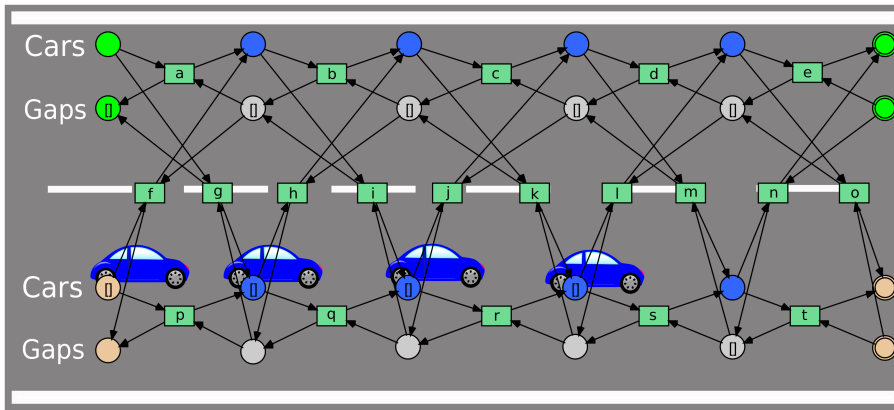 Cars
a b c d e
Gaps [] [] [] [] []
f g h i j k l m n o
Cars [] [] [] []
p q r s t
Gaps []